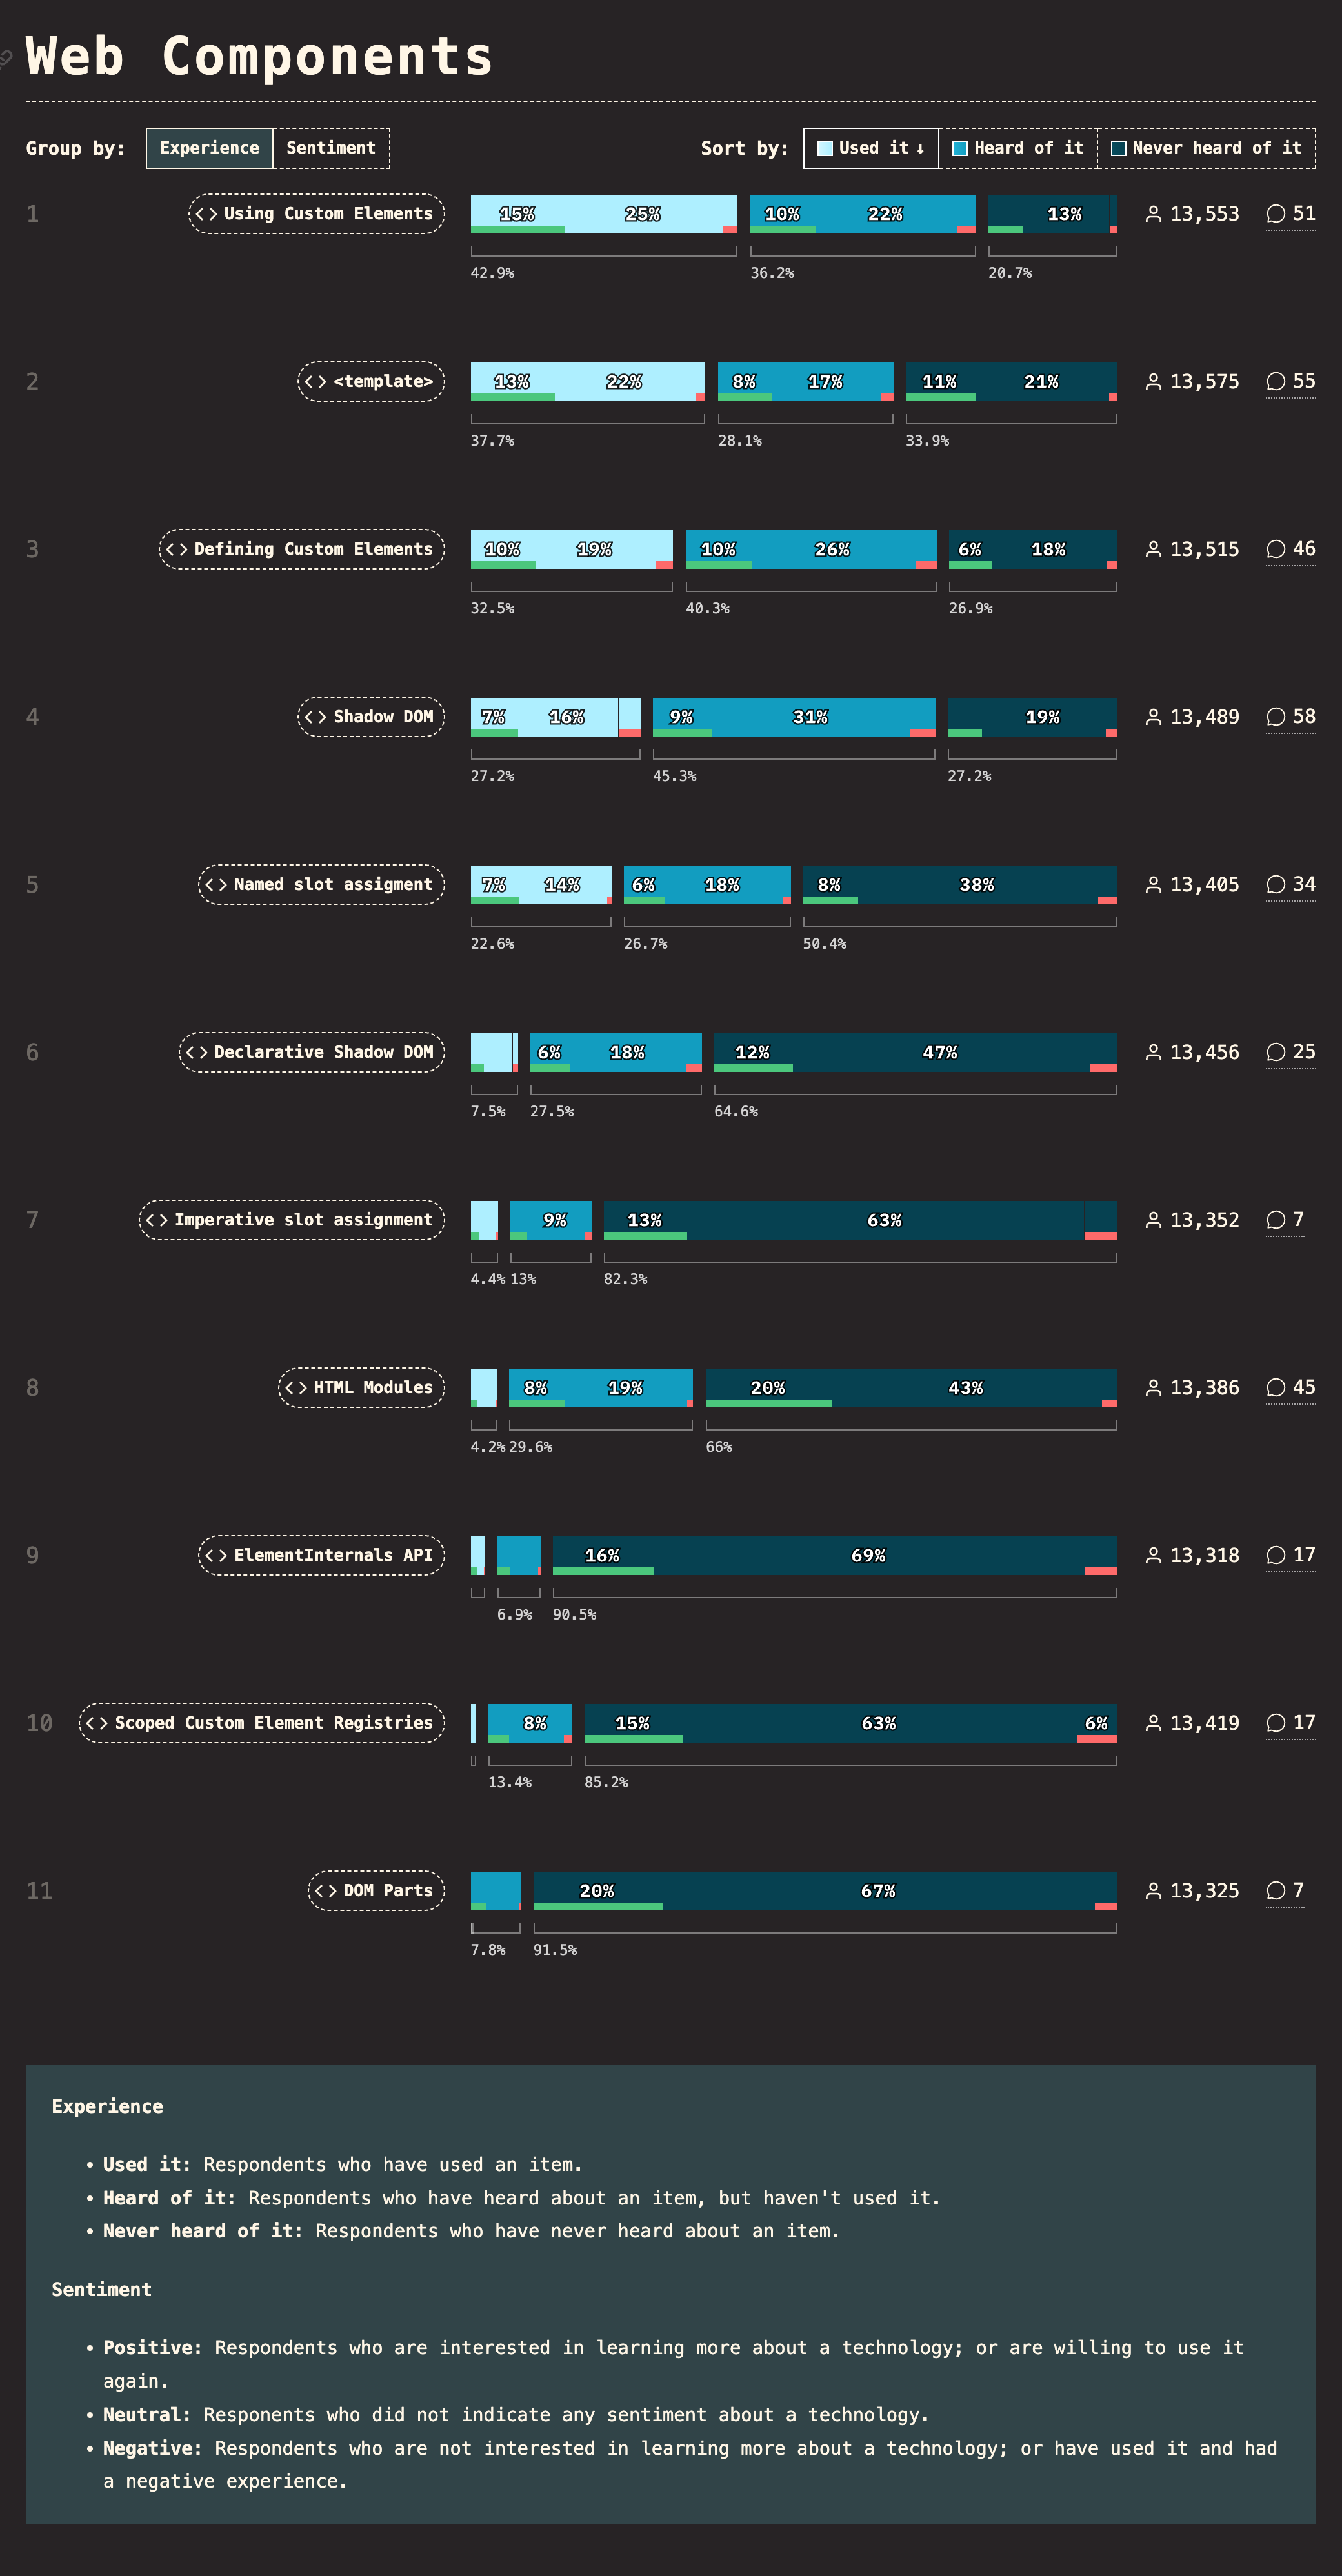 Web Components
Group by: Experience Sentiment Sort by: Used it ↓ Heard of it Never heard of it
1 <> Using Custom Elements 15% 25% 10% 22% 13% 13,553 51
42.9% 36.2% 20.7%
2 <> <template> 13% 22% 8% 17% 11% 21% 13,575 55
37.7% 28.1% 33.9%
3 <> Defining Custom Elements 10% 19% 10% 26% 6% 18% 13,515 46
32.5% 40.3% 26.9%
4 <> Shadow DOM 7% 16% 9% 31% 19% 13,489 58
27.2% 45.3% 27.2%
5 <> Named slot assigment 7% 14% 6% 18% 8% 38% 13,405 34
22.6% 26.7% 50.4%
6 <> Declarative Shadow DOM 6% 18% 12% 47% 13,456 25
7.5% 27.5% 64.6%
7 <> Imperative slot assignment 9% 13% 63% 13,352 7
4.4% 13% 82.3%
8 <> HTML Modules 8% 19% 20% 43% 13,386 45
4.2% 29.6% 66%
9 <> ElementInternals API 16% 69% 13,318 17
6.9% 90.5%
10 <> Scoped Custom Element Registries 8% 15% 63% 6% 13,419 17
13.4% 85.2%
11 <> DOM Parts 20% 67% 13,325 7
7.8% 91.5%
Experience
• Used it: Respondents who have used an item.
• Heard of it: Respondents who have heard about an item, but haven't used it.
• Never heard of it: Respondents who have never heard about an item.
Sentiment
• Positive: Respondents who are interested in learning more about a technology; or are willing to use it
again.
• Neutral: Responents who did not indicate any sentiment about a technology.
• Negative: Respondents who are not interested in learning more about a technology; or have used it and had
a negative experience.